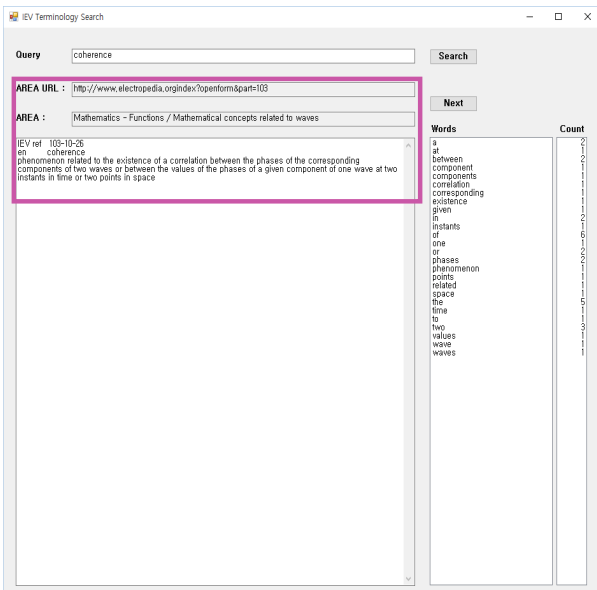 IEV Terminology Search
Query
coherence
Search
AREA URL :
http://www.electropedia.orgindex?openform&part=103
AREA :
Mathematics - Functions / Mathematical concepts related to waves
Next
IEV ref 103-10-26
en coherence
phenomenon related to the existence of a correlation between the phases of the corresponding
components of two waves or between the values of the phases of a given component of one wave at two
instants in time or two points in space
Words Count
a 2
at 1
between 2
component 1
components 1
correlation 1
corresponding 1
existence 1
given 1
in 2
instants 1
of 6
one 1
or 2
phases 2
phenomenon 1
points 1
related 1
space 1
the 5
time 1
to 1
two 3
values 1
wave 1
waves 1